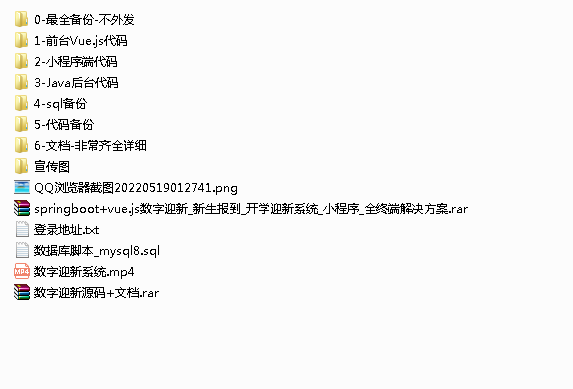 0-最全备份-不外发
1-前台Vue.js代码
2-小程序端代码
3-Java后台代码
4-sql备份
5-代码备份
6-文档-非常齐全详细
宣传图
QQ浏览器截图20220519012741.png
springboot+vue.js数字迎新_新生报到_开学迎新系统_小程序_全终端解决方案.rar
登录地址.txt
数据库脚本_mysql8.sql
MP4 数字迎新系统.mp4
数字迎新源码+文档.rar